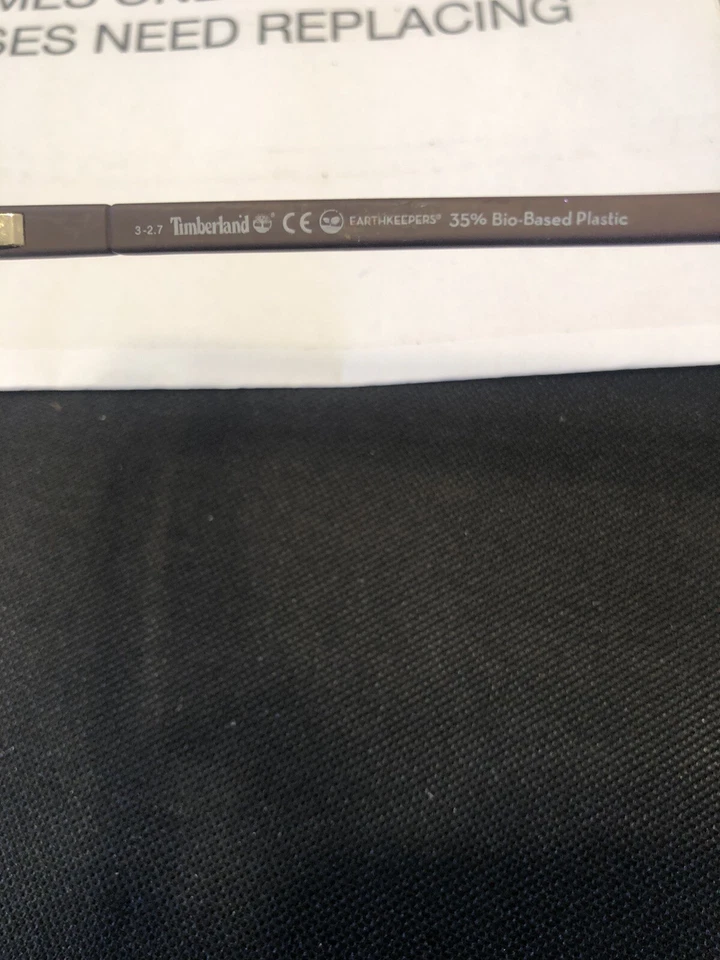 SES NEED REPLACING
3-2.7 Timberland® CE EARTHKEEPERS® 35% Bio-Based Plastic